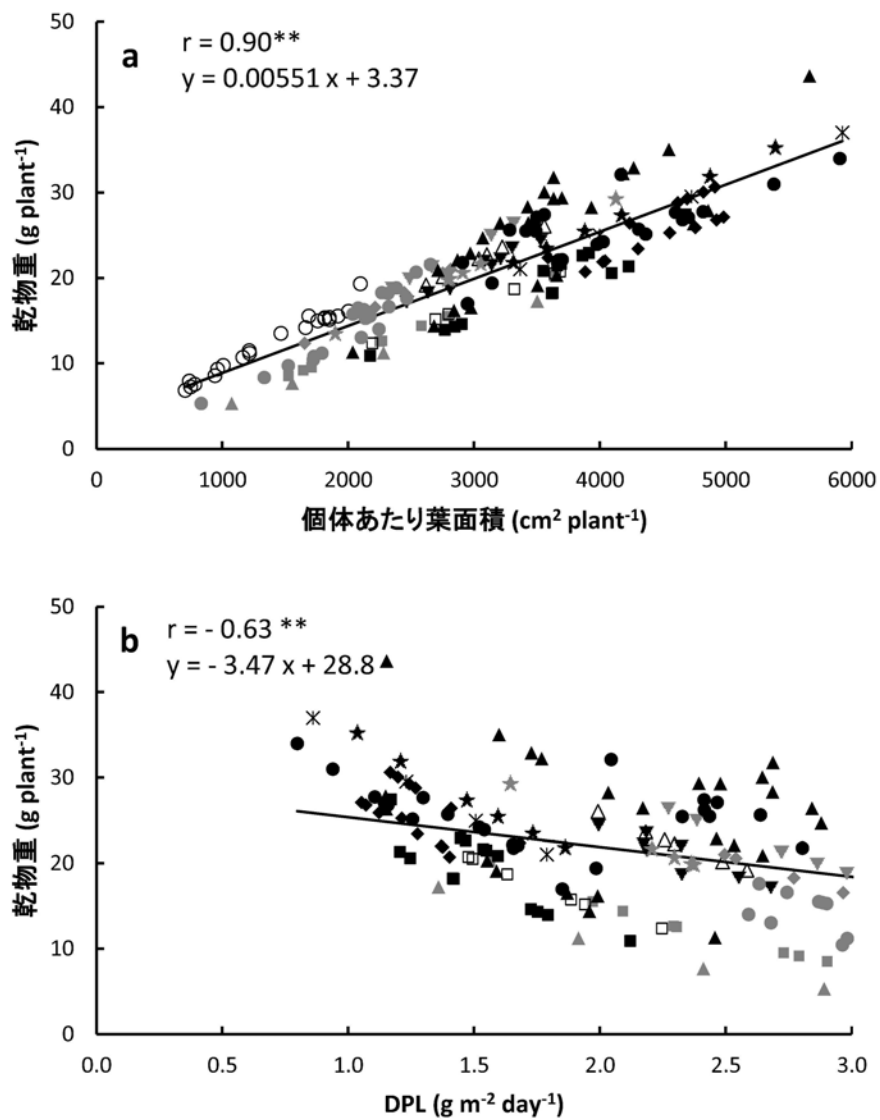 a
r = 0.90**
y = 0.00551 x + 3.37
50
40
30
20
10
0
乾物重 (g plant⁻¹)
0 1000 2000 3000 4000 5000 6000
個体あたり葉面積 (cm² plant⁻¹)
b
r = - 0.63 **
y = - 3.47 x + 28.8
50
40
30
20
10
0
乾物重 (g plant⁻¹)
0.0 0.5 1.0 1.5 2.0 2.5 3.0
DPL (g m⁻² day⁻¹)